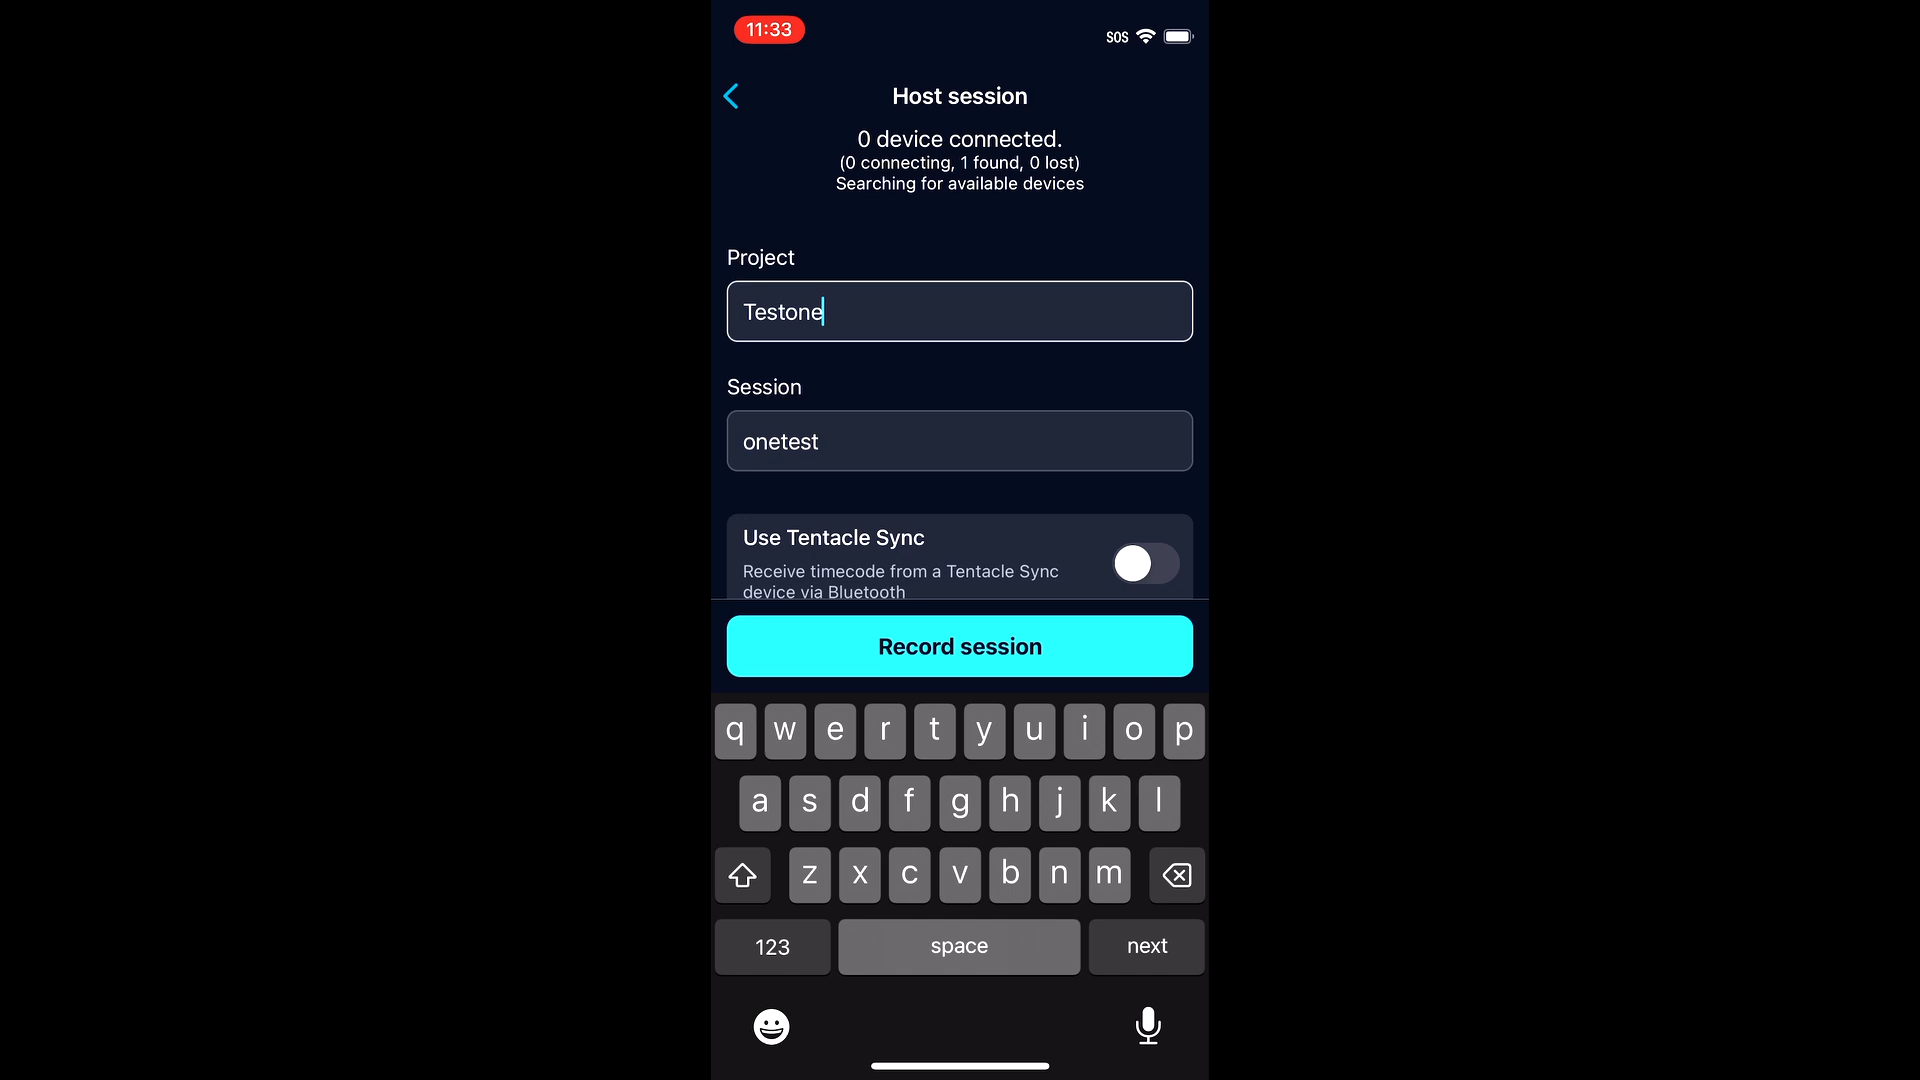 11:33
SOS
Host session
0 device connected.
(0 connecting, 1 found, 0 lost)
Searching for available devices
Project
Testone
Session
onetest
Use Tentacle Sync
Receive timecode from a Tentacle Sync
device via Bluetooth
Record session
q w e r t y u i o p
a s d f g h j k l
z x c v b n m
123 space next